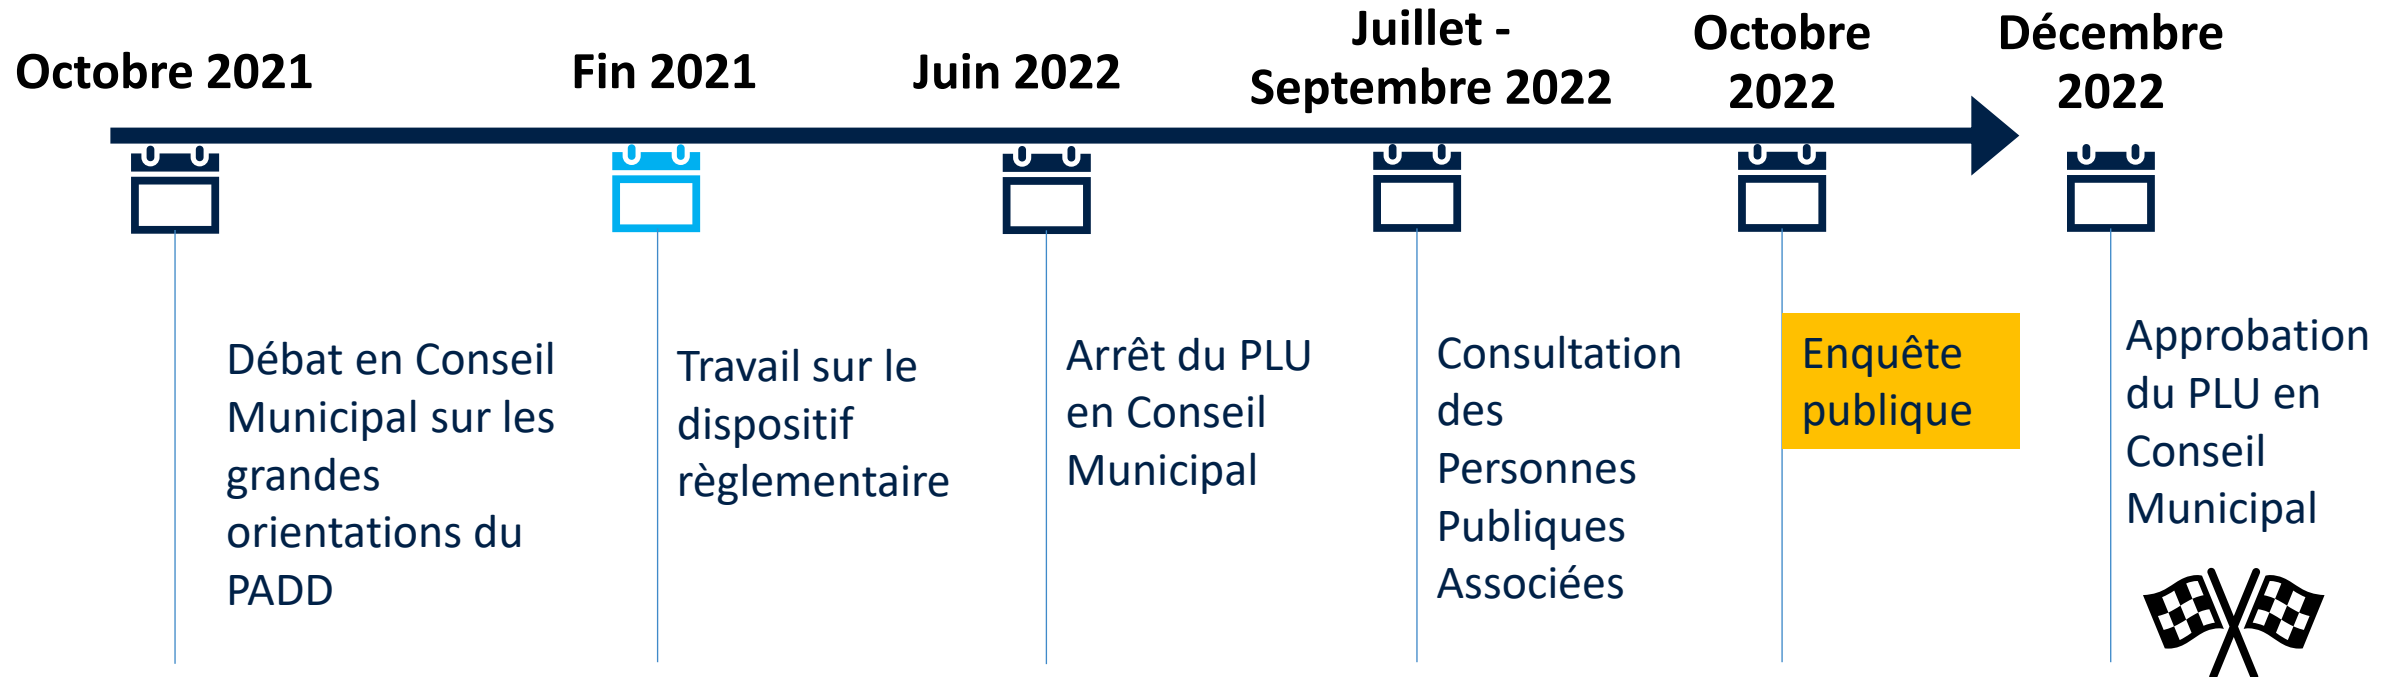 Octobre 2021
Fin 2021
Juin 2022
Juillet -
Septembre 2022
Octobre
2022
Décembre
2022
Débat en Conseil
Municipal sur les
grandes
orientations du
PADD
Travail sur le
dispositif
règlementaire
Arrêt du PLU
en Conseil
Municipal
Consultation
des
Personnes
Publiques
Associées
Enquête
publique
Approbation
du PLU en
Conseil
Municipal